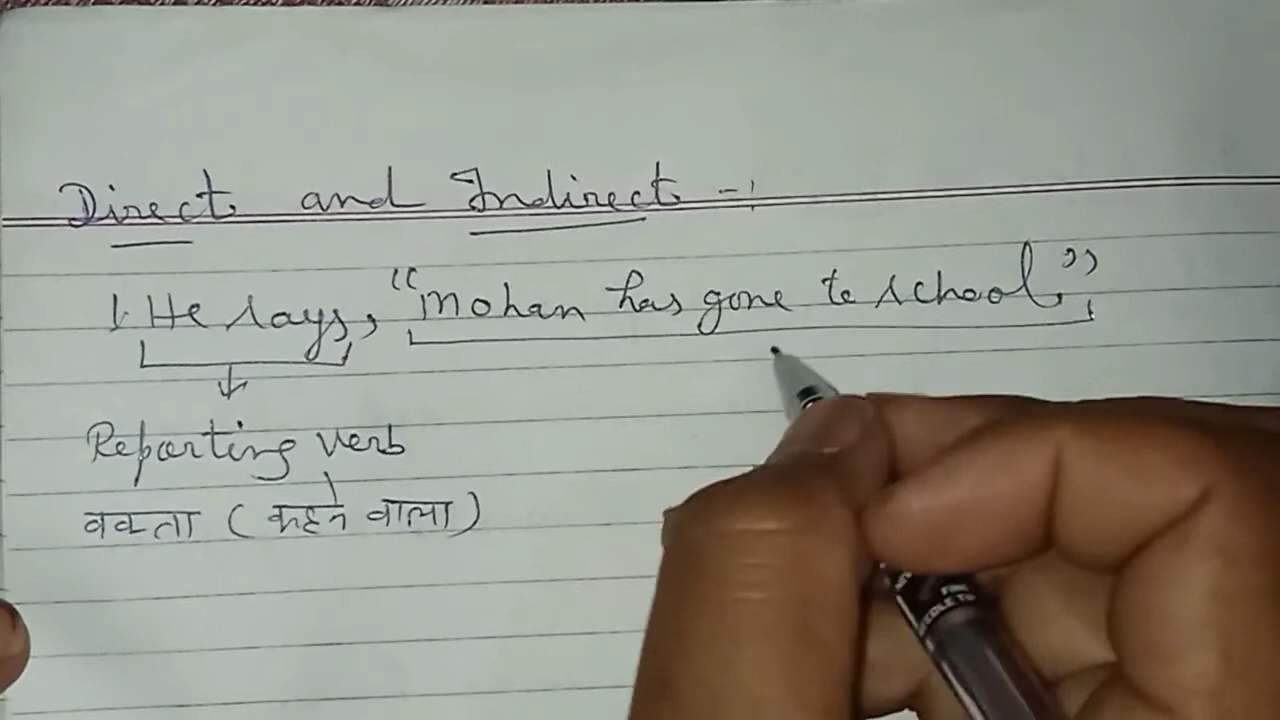 Direct and Indirect -:
1. He says, "Mohan has gone to school."
Reporting verb
वक्ता (कहने वाला)